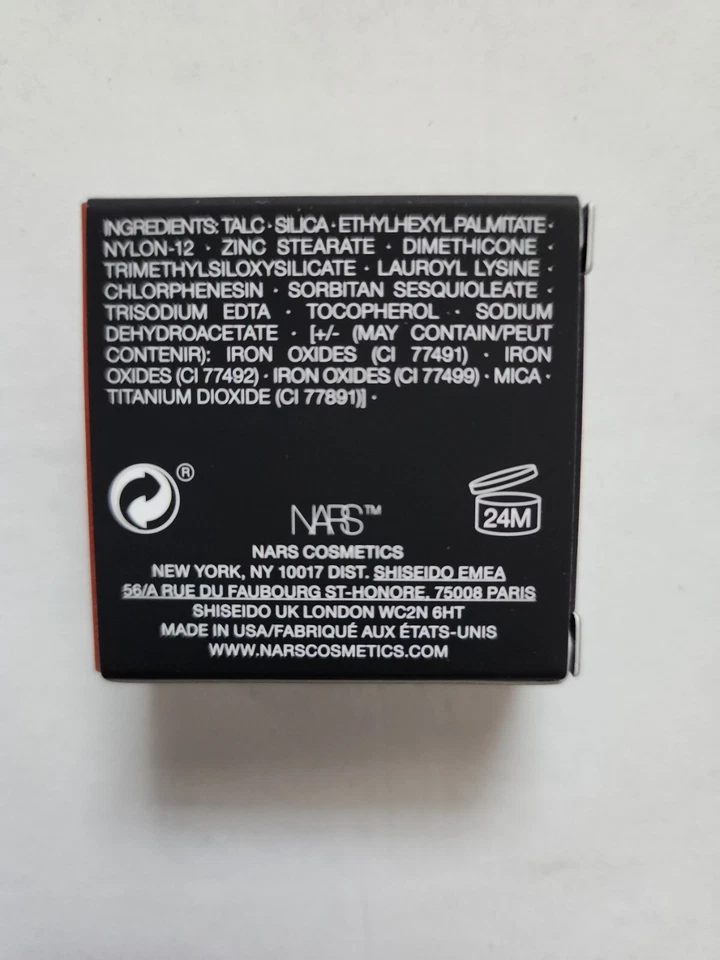 INGREDIENTS: TALC · SILICA · ETHYLHEXYL PALMITATE ·
NYLON-12 · ZINC STEARATE · DIMETHICONE ·
TRIMETHYLSILOXYSILICATE · LAUROYL LYSINE ·
CHLORPHENESIN · SORBITAN SESQUIOLEATE ·
TRISODIUM EDTA · TOCOPHEROL · SODIUM
DEHYDROACETATE · [+/- (MAY CONTAIN/PEUT
CONTENIR): IRON OXIDES (CI 77491) · IRON
OXIDES (CI 77492) · IRON OXIDES (CI 77499) · MICA ·
TITANIUM DIOXIDE (CI 77891)] ·
®
24M
NARS™
NARS COSMETICS
NEW YORK, NY 10017 DIST. SHISEIDO EMEA
56/A RUE DU FAUBOURG ST-HONORE, 75008 PARIS
SHISEIDO UK LONDON WC2N 6HT
MADE IN USA/FABRIQUÉ AUX ÉTATS-UNIS
WWW.NARSCOSMETICS.COM